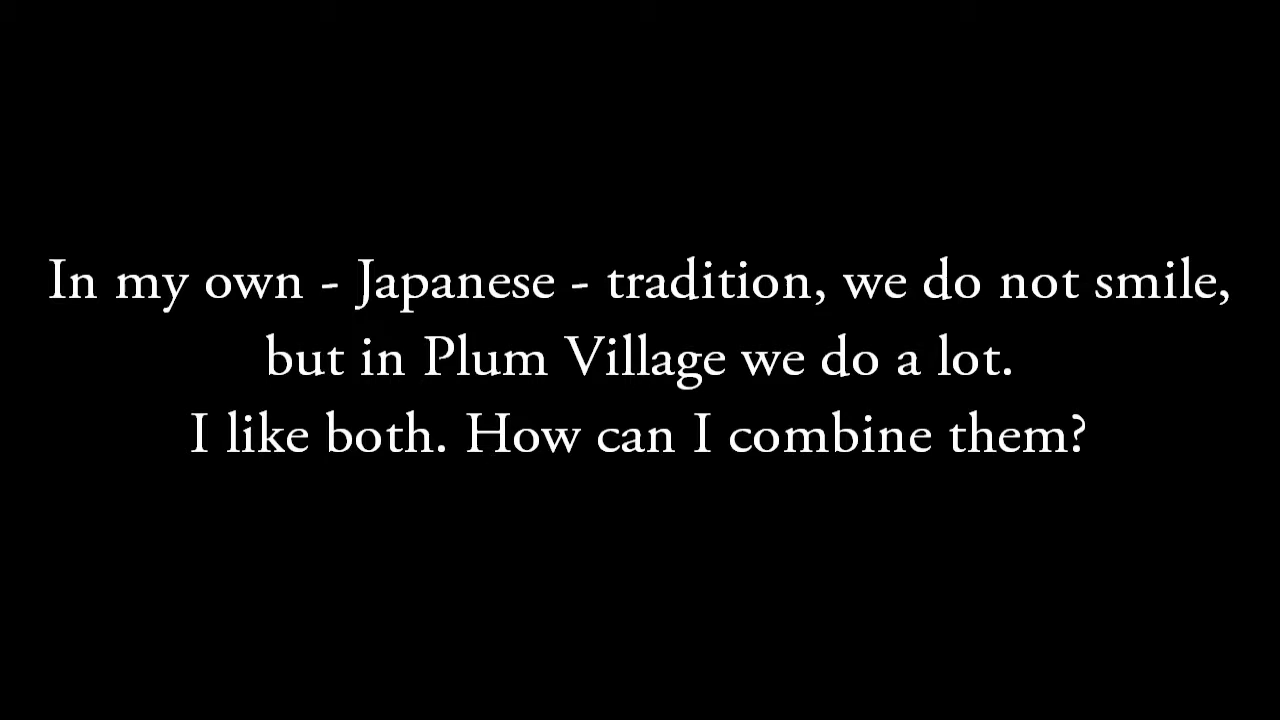 In my own - Japanese - tradition, we do not smile,
but in Plum Village we do a lot.
I like both. How can I combine them?